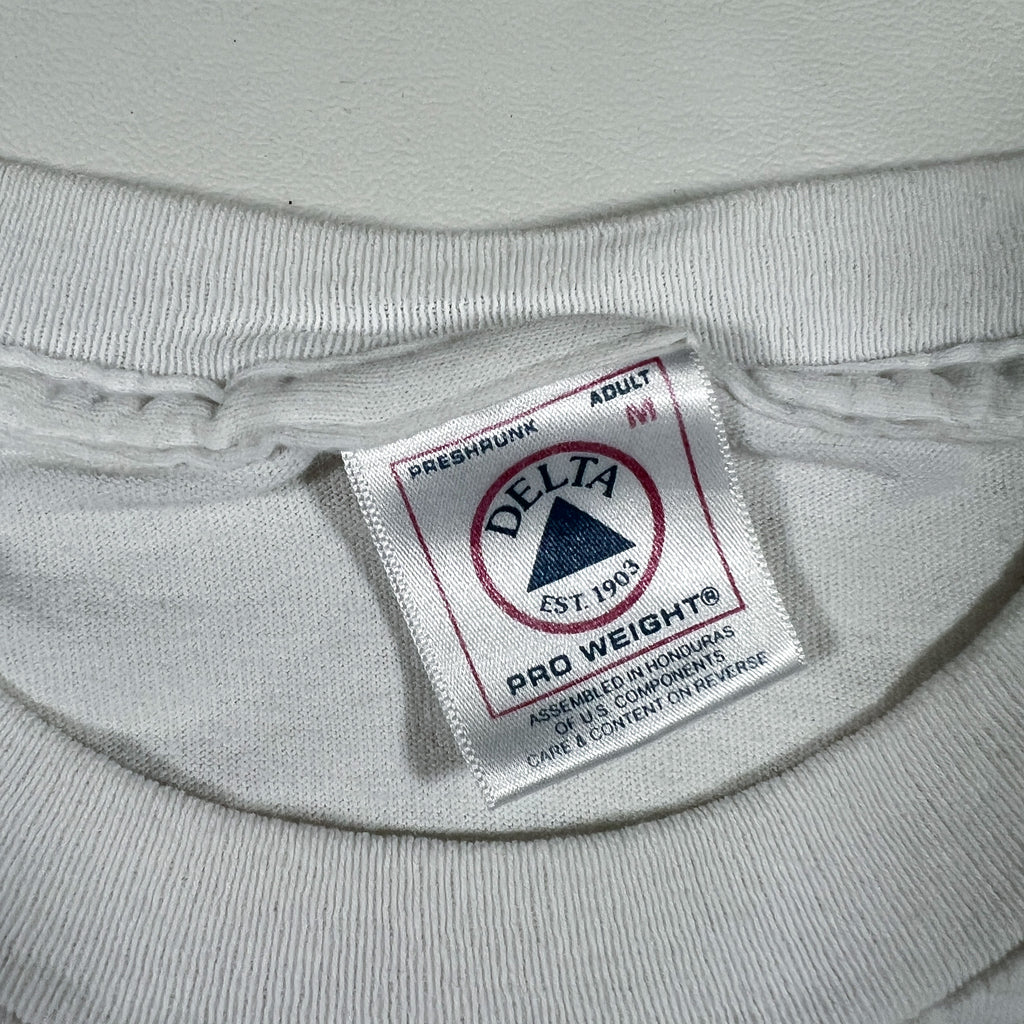 PRESHRUNK ADULT
M
DELTA
EST. 1903
PRO WEIGHT®
ASSEMBLED IN HONDURAS
OF U.S. COMPONENTS
CARE & CONTENT ON REVERSE